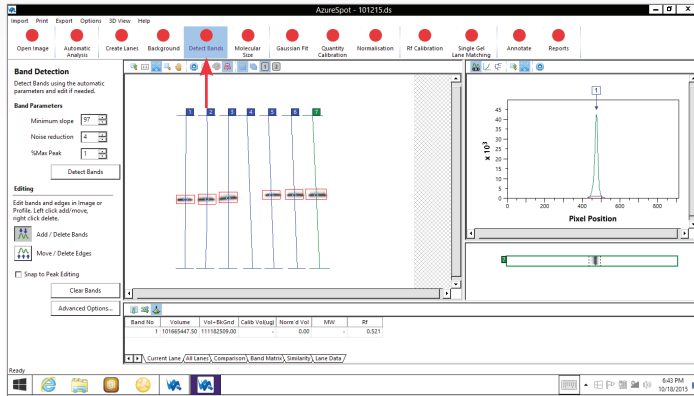 AzureSpot - 101215.ds
Import Print Export Options 3D View Help
Open Image
Automatic Analysis
Create Lanes
Background
Detect Bands
Molecular Size
Gaussian Fit
Quantity Calibration
Normalisation
Rf Calibration
Single Gel Lane Matching
Annotate
Reports
Band Detection
Detect Bands using the automatic
parameters and edit if needed.
Band Parameters
Minimum slope 97
Noise reduction 4
%Max Peak 1
Detect Bands
Editing
Edit bands and edges in Image or
Profile. Left click add/move,
right click delete.
Add / Delete Bands
Move / Delete Edges
Snap to Peak Editing
Clear Bands
Advanced Options...
1 2
1 2 3 4 5 6 7
1
45
40
35
30
25
20
15
10
5
0
x 10³
0 200 400 600 800
Pixel Position
7
Band No Volume Vol+BkGnd Calib Vol(ug) Norm'd Vol MW Rf
1 101665447.50 111182509.00 - 0.00 - 0.521
Current Lane All Lanes Comparison Band Matrix Similarity Lane Data
Ready
6:43 PM
10/18/2015